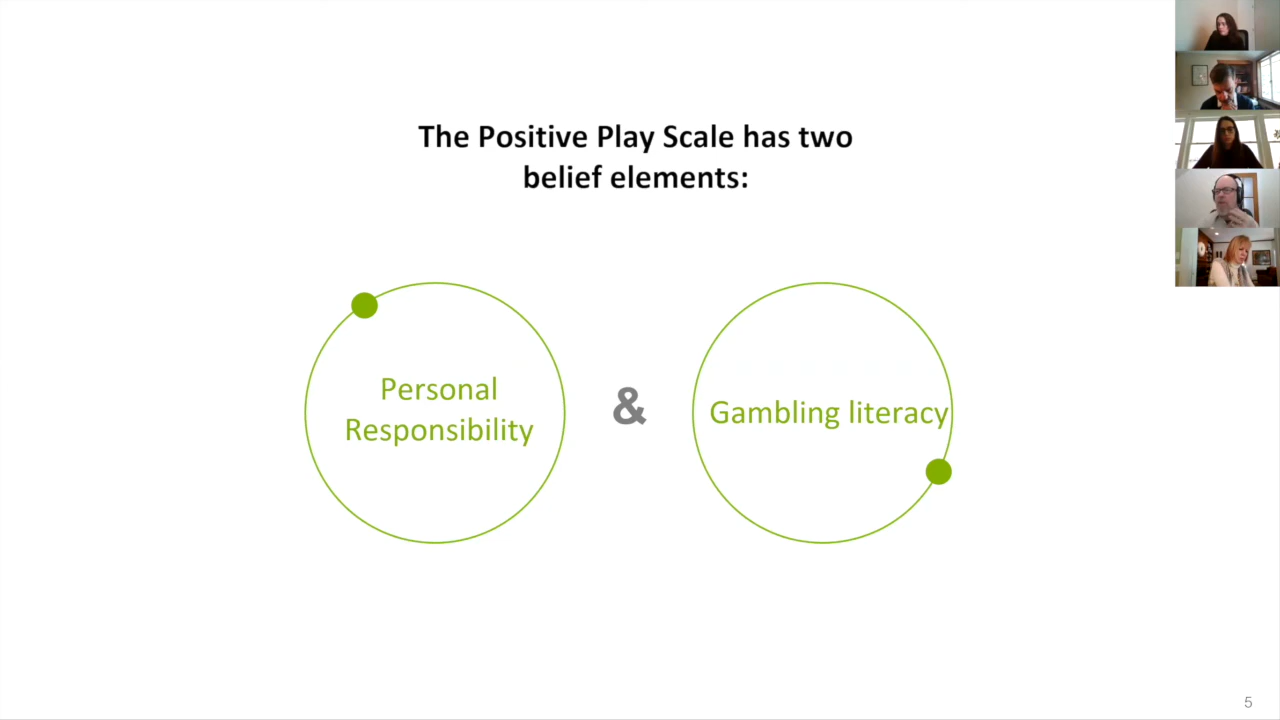 The Positive Play Scale has two
belief elements:
Personal
Responsibility
&
Gambling literacy
5